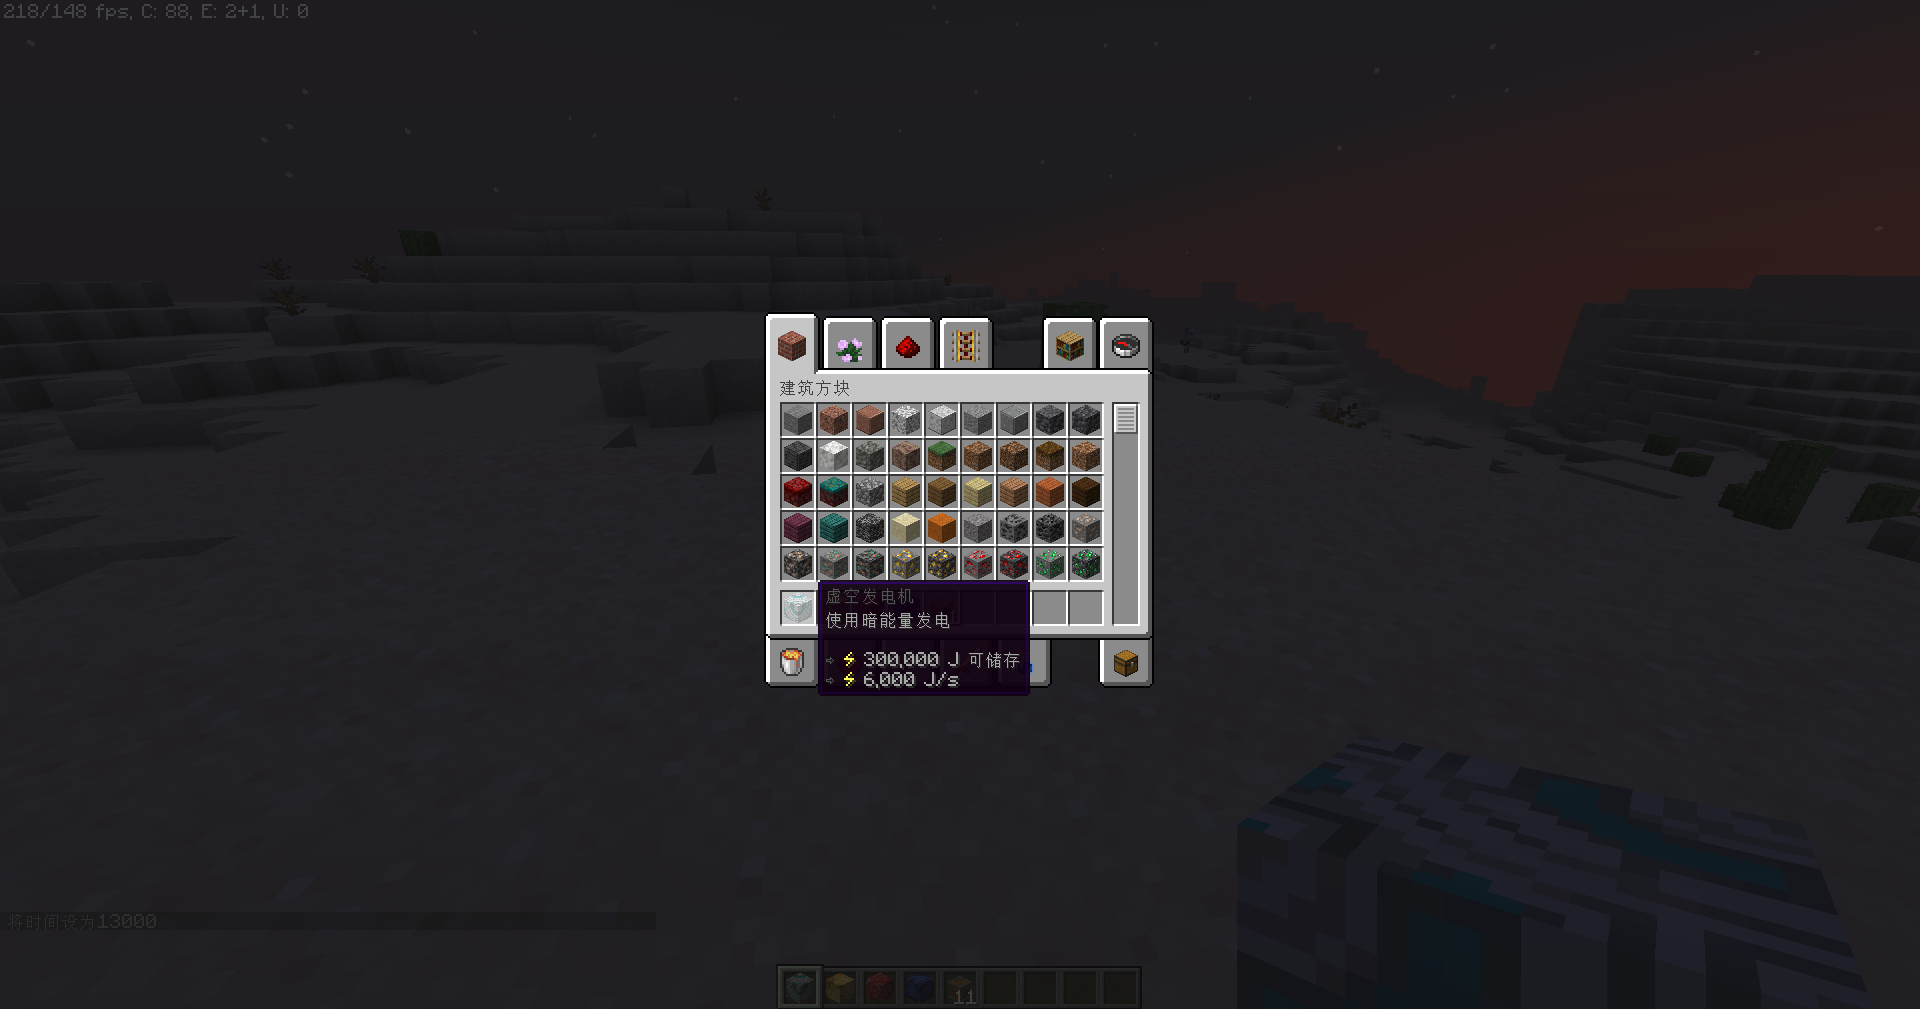 218/148 fps, C: 88, E: 2+1, U: 0
建筑方块
虚空发电机
使用暗能量发电
⇨ ⚡ 300,000 J 可储存
⇨ ⚡ 6,000 J/s
将时间设为13000
11